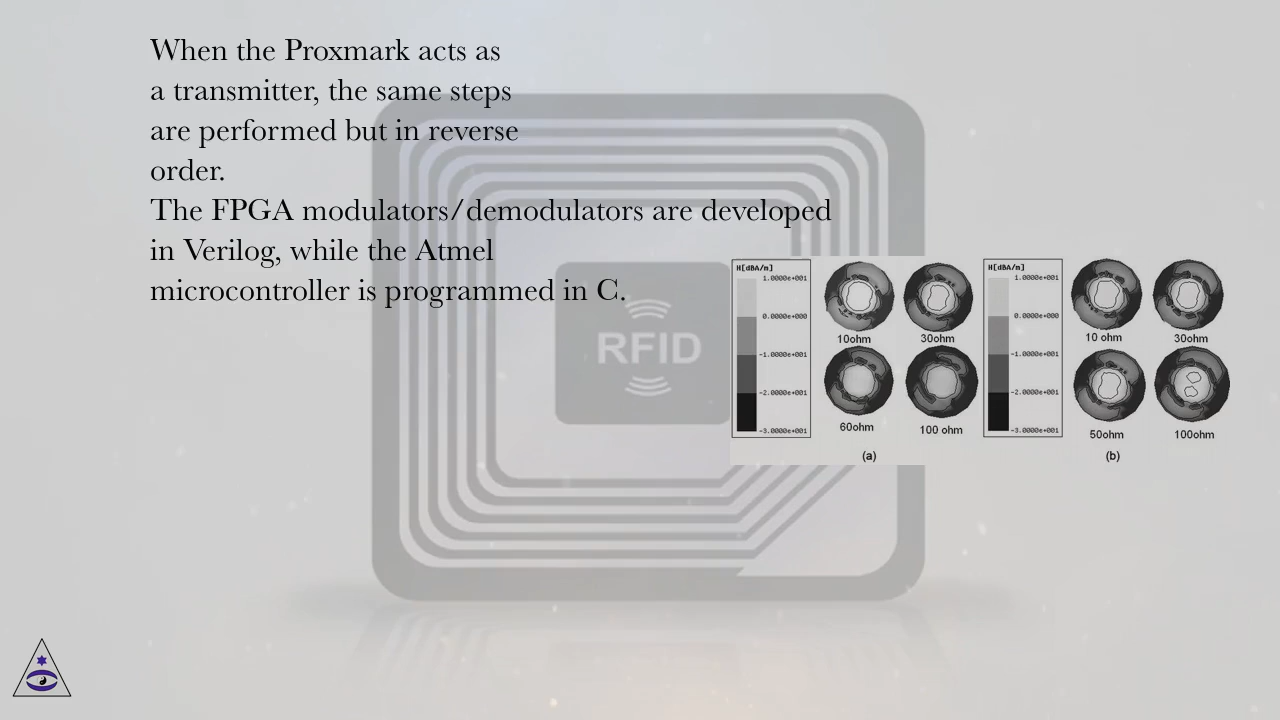 When the Proxmark acts as
a transmitter, the same steps
are performed but in reverse
order.
The FPGA modulators/demodulators are developed
in Verilog, while the Atmel
microcontroller is programmed in C.
RFID
H[dBA/m]
1.0000e+001
0.0000e+000
-1.0000e+001
-2.0000e+001
-3.0000e+001
10ohm
30ohm
60ohm
100 ohm
(a)
H[dBA/m]
1.0000e+001
0.0000e+000
-1.0000e+001
-2.0000e+001
-3.0000e+001
10 ohm
30ohm
50ohm
100ohm
(b)